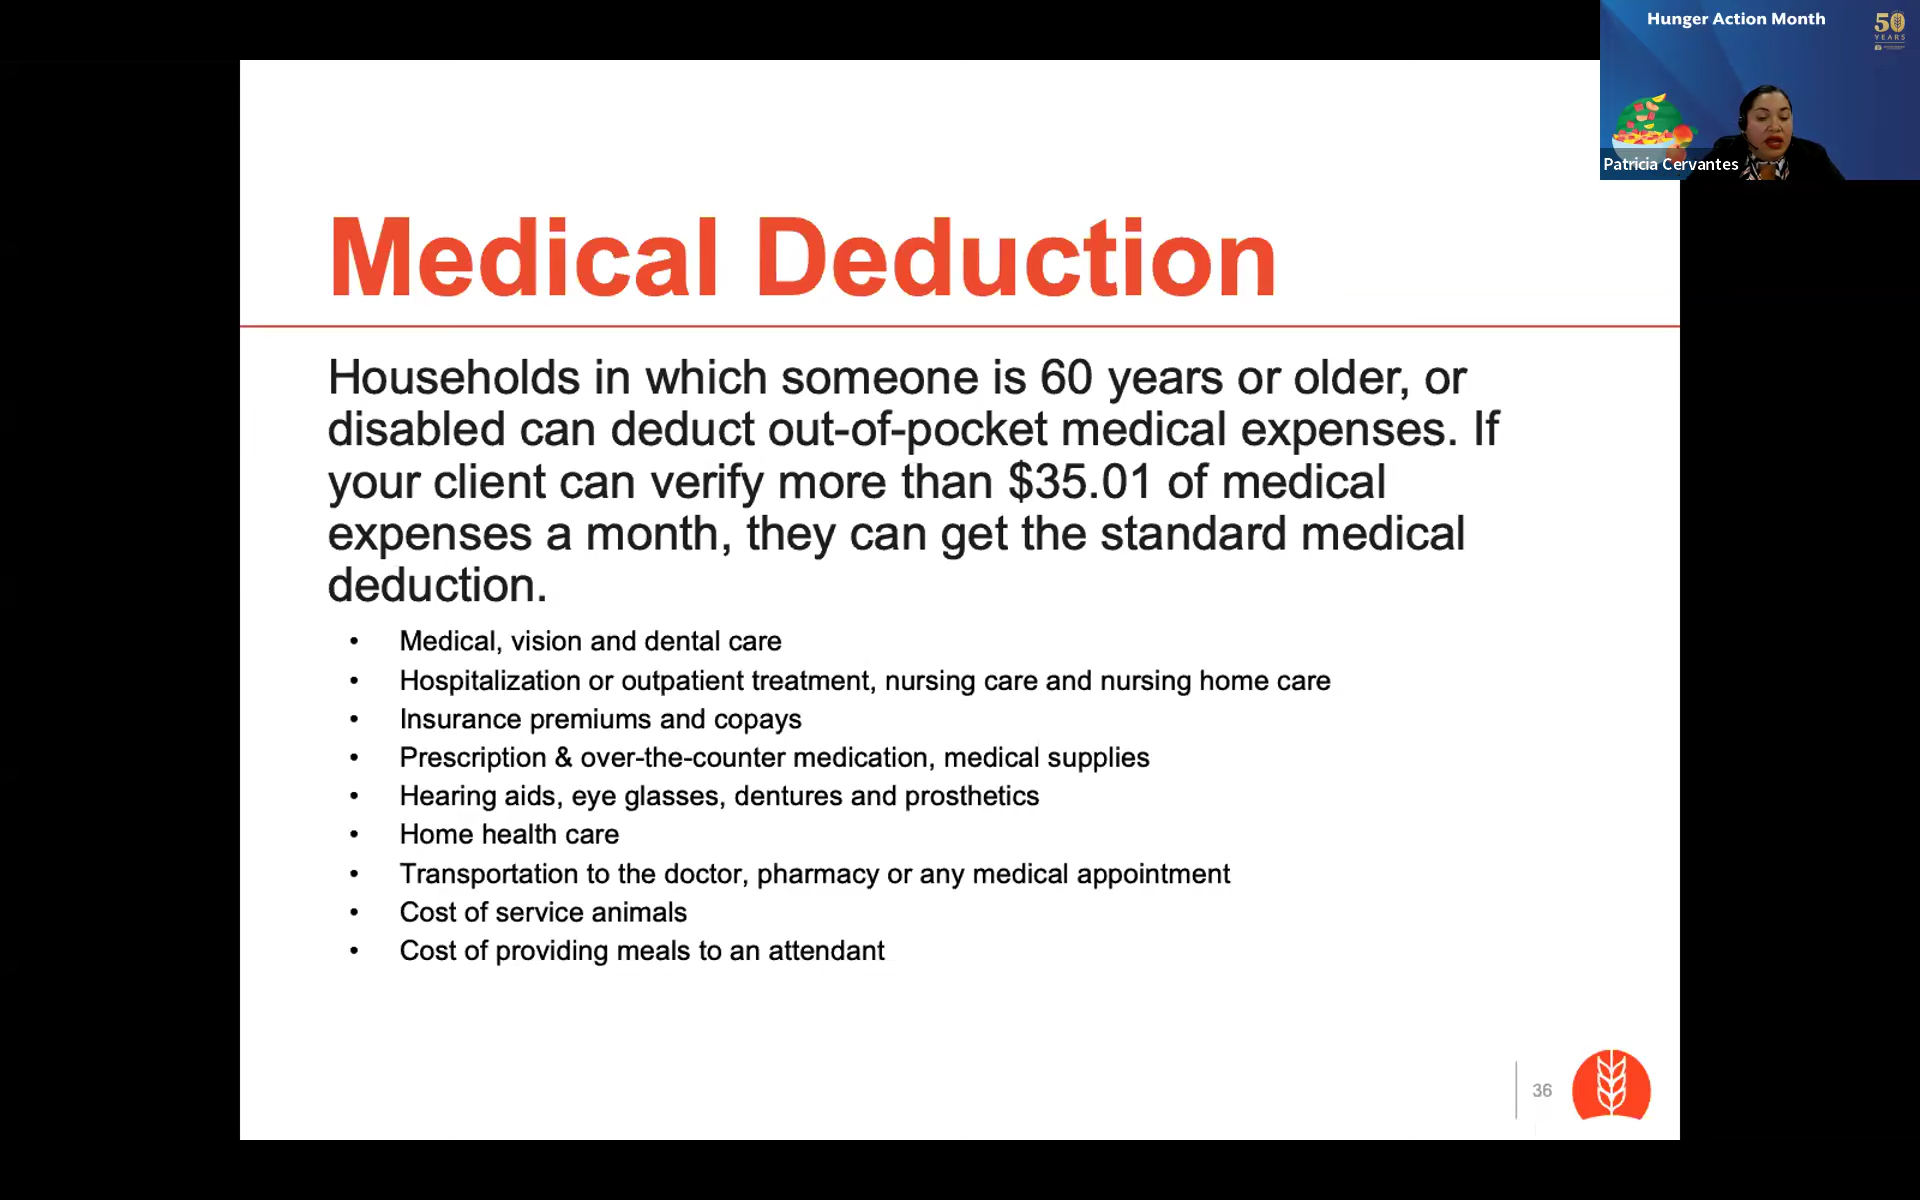 Hunger Action Month
50
YEARS
Patricia Cervantes
Medical Deduction
Households in which someone is 60 years or older, or
disabled can deduct out-of-pocket medical expenses. If
your client can verify more than $35.01 of medical
expenses a month, they can get the standard medical
deduction.
• Medical, vision and dental care
• Hospitalization or outpatient treatment, nursing care and nursing home care
• Insurance premiums and copays
• Prescription & over-the-counter medication, medical supplies
• Hearing aids, eye glasses, dentures and prosthetics
• Home health care
• Transportation to the doctor, pharmacy or any medical appointment
• Cost of service animals
• Cost of providing meals to an attendant
36